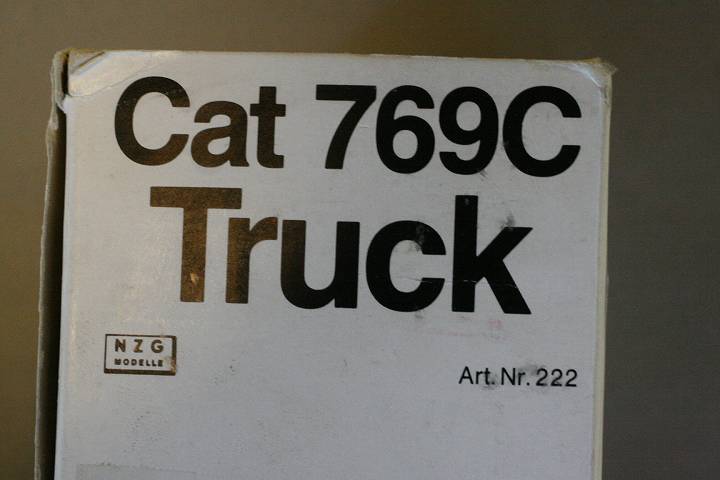 Cat 769C
Truck
NZG
MODELLE
Art. Nr. 222